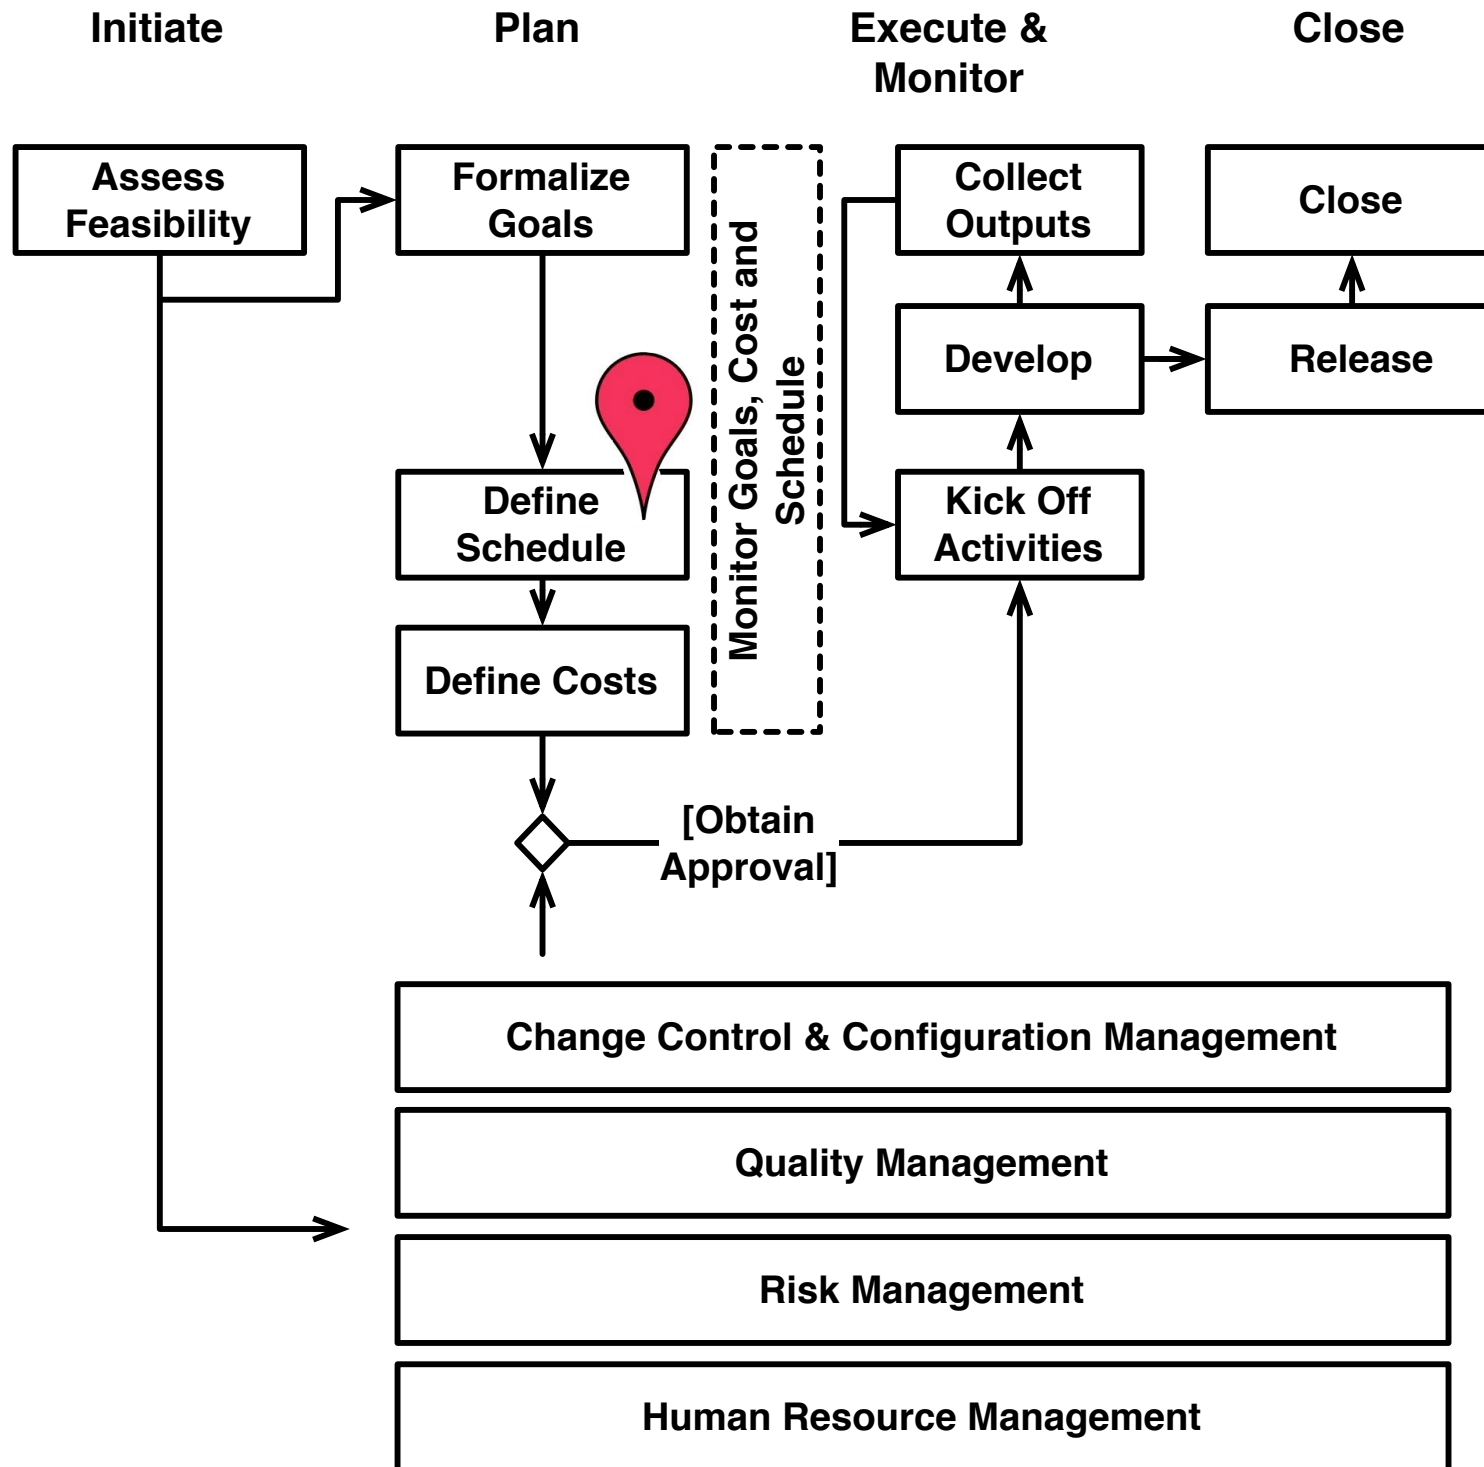 Initiate
Plan
Execute &
Monitor
Close
Assess
Feasibility
Formalize
Goals
Monitor Goals, Cost and
Schedule
Collect
Outputs
Close
Develop
Release
Define
Schedule
Kick Off
Activities
Define Costs
[Obtain
Approval]
Change Control & Configuration Management
Quality Management
Risk Management
Human Resource Management